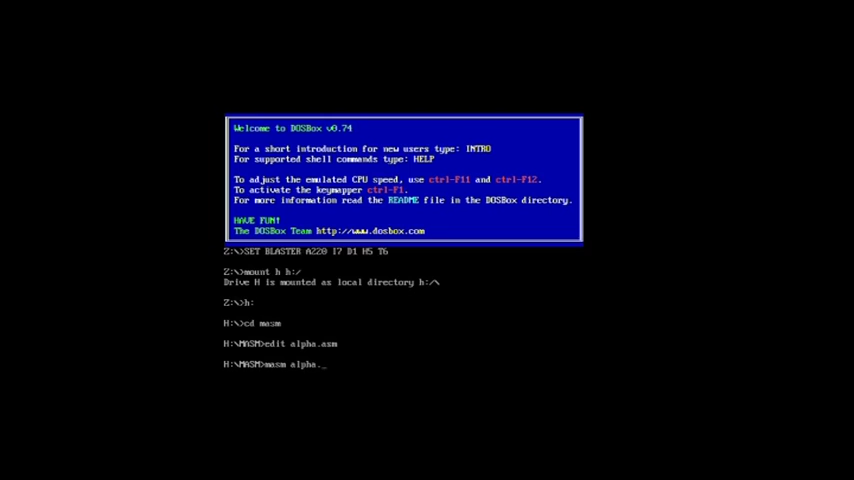 Welcome to DOSBox v0.74
For a short introduction for new users type: INTRO
For supported shell commands type: HELP
To adjust the emulated CPU speed, use ctrl-F11 and ctrl-F12.
To activate the keymapper ctrl-F1.
For more information read the README file in the DOSBox directory.
HAVE FUN!
The DOSBox Team http://www.dosbox.com
Z:\>SET BLASTER A220 I7 D1 H5 T6
Z:\>mount h h:/
Drive H is mounted as local directory h:/\
Z:\>h:
H:\>cd masm
H:\MASM>edit alpha.asm
H:\MASM>masm alpha._